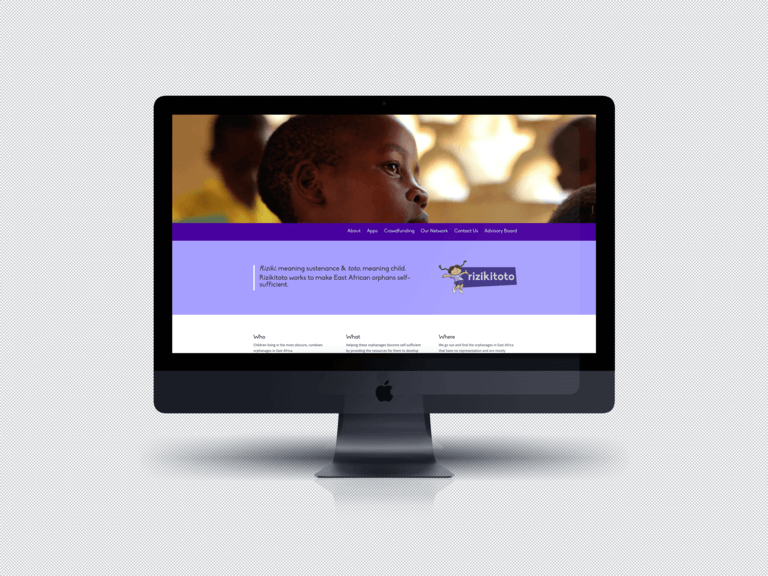 About Apps Crowdfunding Our Network Contact Us Advisory Board
Riziki, meaning sustenance & toto, meaning child.
Rizikitoto works to make East African orphans self-
sufficient.
rizikitoto
Who
Children living in the most obscure, rundown
orphanages in East Africa.
What
Helping these orphanages become self-sufficient
by providing the resources for them to develop
Where
We go out and find the orphanages in East Africa
that have no representation and are mostly